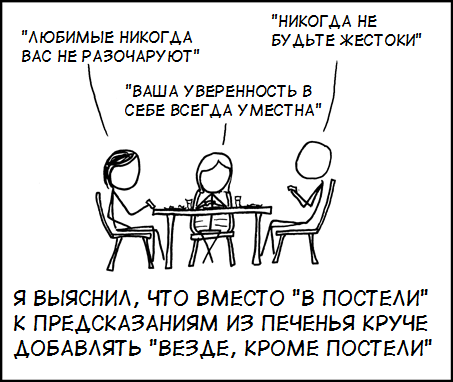 "ЛЮБИМЫЕ НИКОГДА
ВАС НЕ РАЗОЧАРУЮТ"
"ВАША УВЕРЕННОСТЬ В
СЕБЕ ВСЕГДА УМЕСТНА"
"НИКОГДА НЕ
БУДЬТЕ ЖЕСТОКИ"
Я ВЫЯСНИЛ, ЧТО ВМЕСТО "В ПОСТЕЛИ"
К ПРЕДСКАЗАНИЯМ ИЗ ПЕЧЕНЬЯ КРУЧЕ
ДОБАВЛЯТЬ "ВЕЗДЕ, КРОМЕ ПОСТЕЛИ"